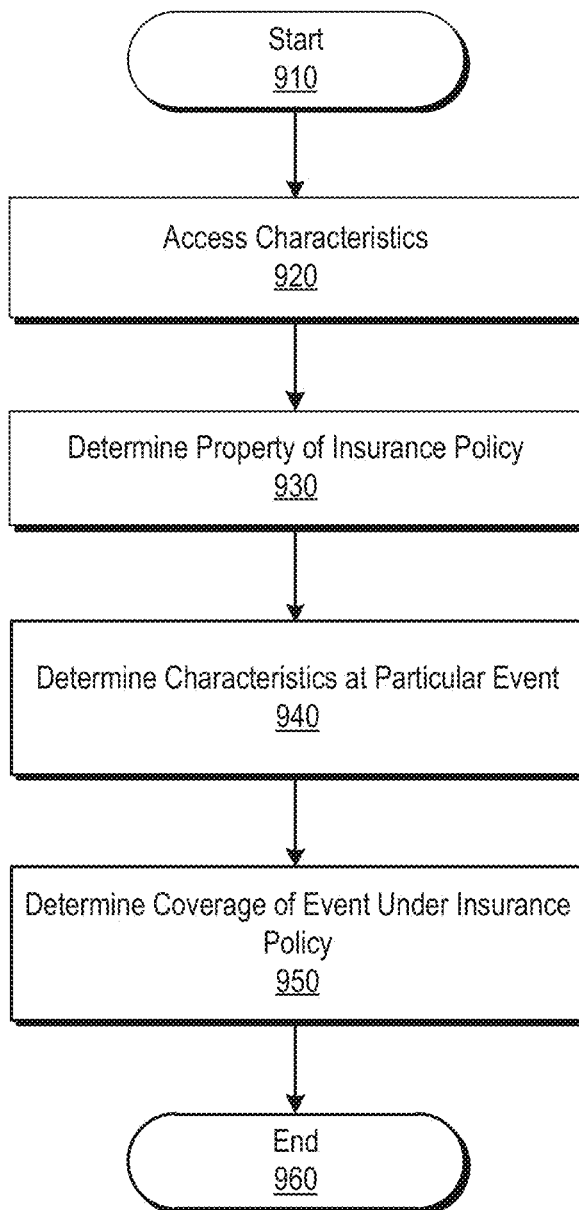 Start
910
Access Characteristics
920
Determine Property of Insurance Policy
930
Determine Characteristics at Particular Event
940
Determine Coverage of Event Under Insurance
Policy
950
End
960